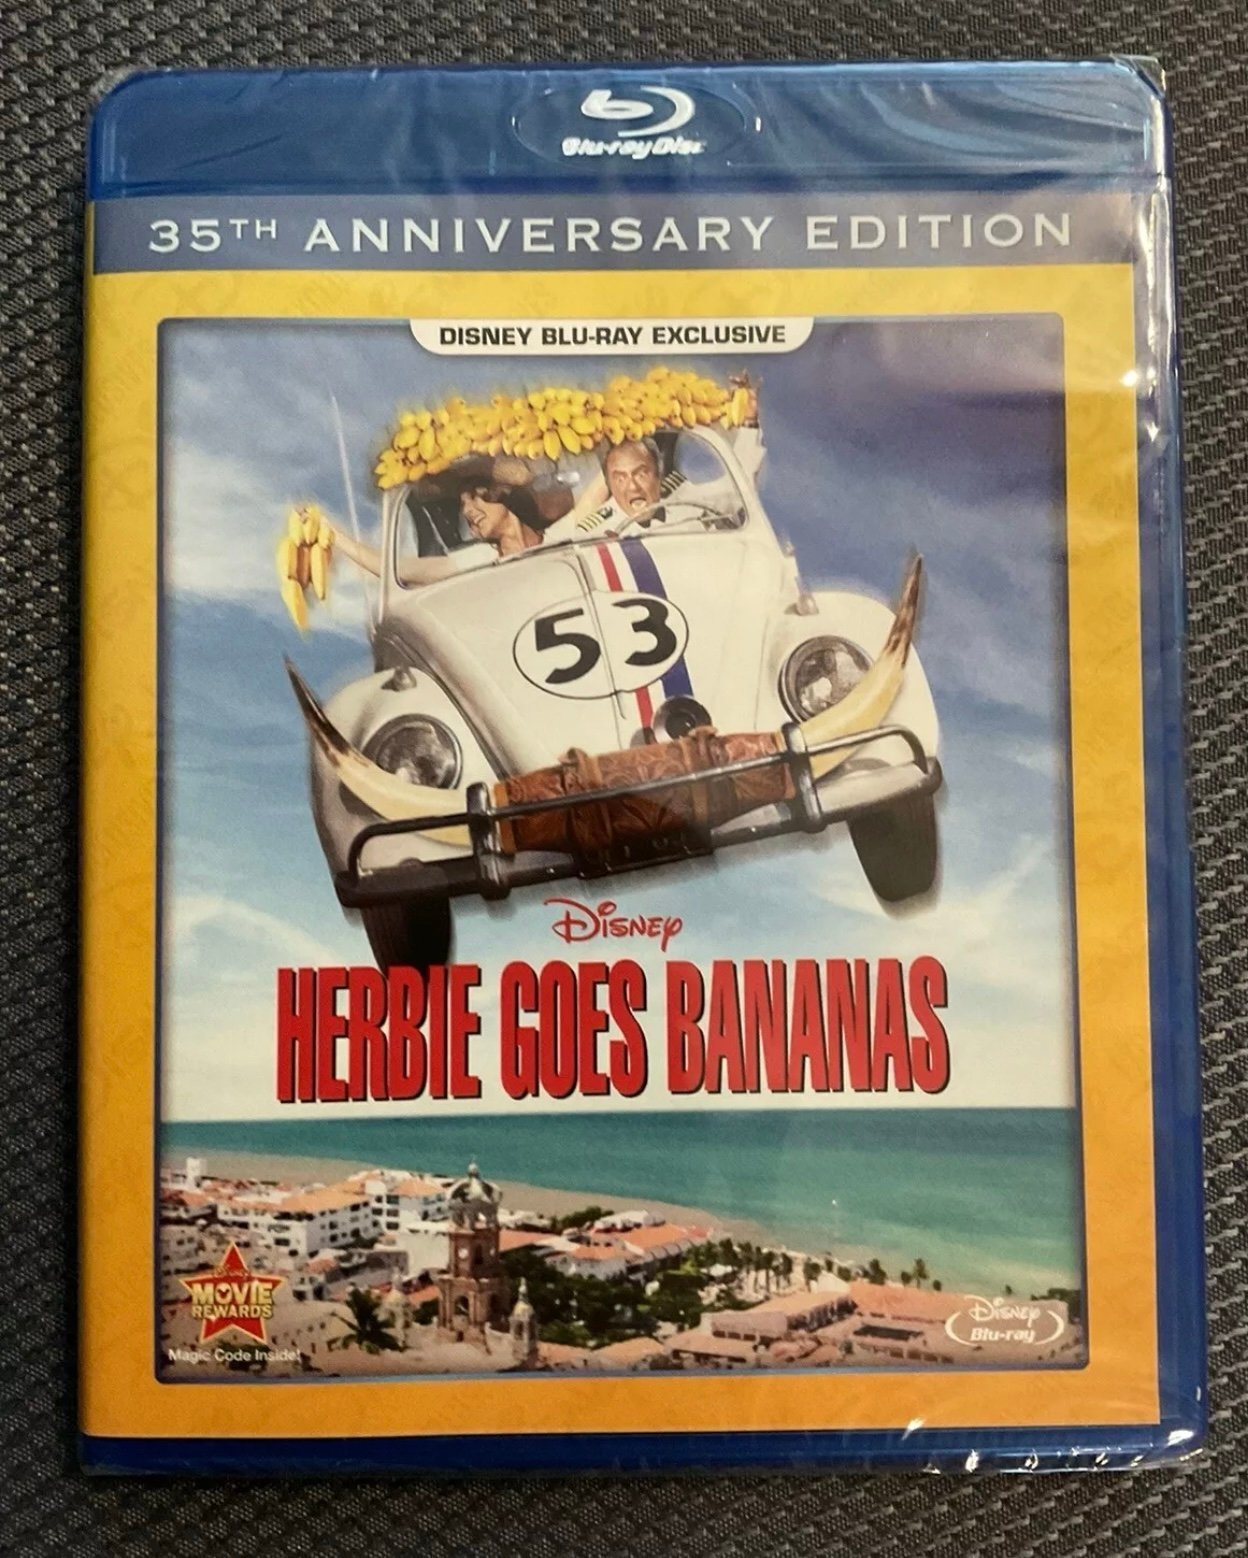 Blu-ray Disc
35TH ANNIVERSARY EDITION
DISNEY BLU-RAY EXCLUSIVE
53
Disney
HERBIE GOES BANANAS
MOVIE
REWARDS
Magic Code Inside!
Disney
Blu-ray